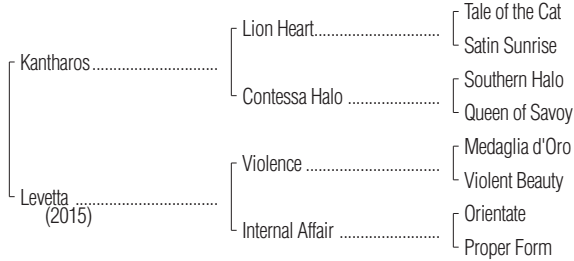 Tale of the Cat
Lion Heart
Satin Sunrise
Kantharos
Southern Halo
Contessa Halo
Queen of Savoy
Medaglia d'Oro
Violence
Violent Beauty
Levetta
(2015)
Orientate
Internal Affair
Proper Form